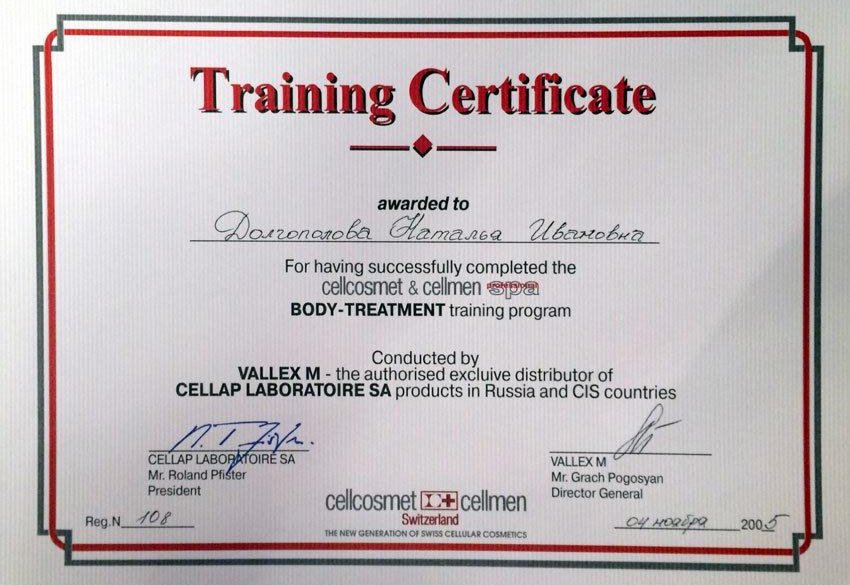 Training Certificate
awarded to
Долгополова Наталья Ивановна
For having successfully completed the
cellcosmet & cellmen professional spa
BODY-TREATMENT training program
Conducted by
VALLEX M - the authorised excluive distributor of
CELLAP LABORATOIRE SA products in Russia and CIS countries
CELLAP LABORATOIRE SA
Mr. Roland Pfister
President
VALLEX M
Mr. Grach Pogosyan
Director General
Reg.N 108
cellcosmet cellmen
Switzerland
THE NEW GENERATION OF SWISS CELLULAR COSMETICS
04 ноября 2005